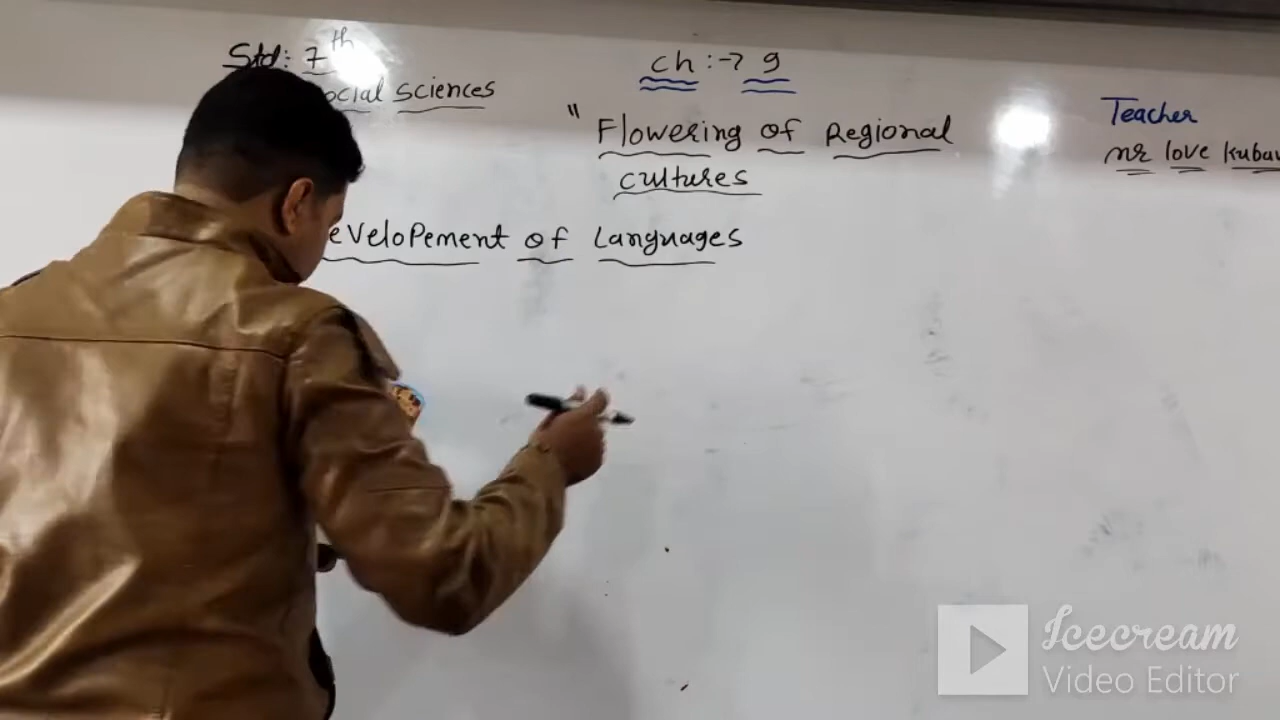 Std: 7th
ocial sciences
ch :-> 9
" Flowering of Regional
cultures
evelopement of Languages
Teacher
mr love kubav
Icecream
Video Editor